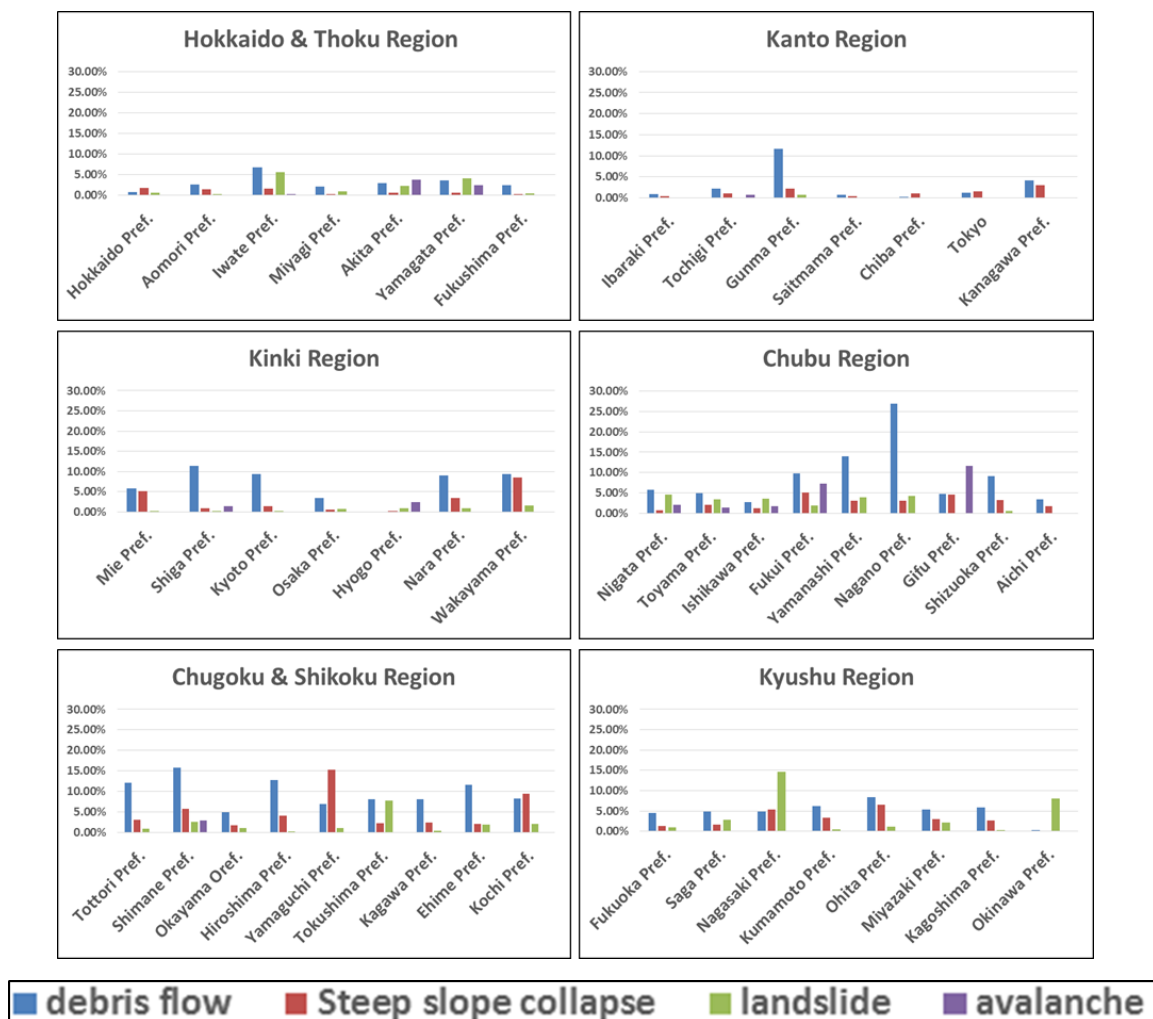 Hokkaido & Thoku Region
30.00%
25.00%
20.00%
15.00%
10.00%
5.00%
0.00%
Hokkaido Pref.
Aomori Pref.
Iwate Pref.
Miyagi Pref.
Akita Pref.
Yamagata Pref.
Fukushima Pref.
Kanto Region
30.00%
25.00%
20.00%
15.00%
10.00%
5.00%
0.00%
Ibaraki Pref.
Tochigi Pref.
Gunma Pref.
Saitmama Pref.
Chiba Pref.
Tokyo
Kanagawa Pref.
Kinki Region
30.00%
25.00%
20.00%
15.00%
10.00%
5.00%
0.00%
Mie Pref.
Shiga Pref.
Kyoto Pref.
Osaka Pref.
Hyogo Pref.
Nara Pref.
Wakayama Pref.
Chubu Region
30.00%
25.00%
20.00%
15.00%
10.00%
5.00%
0.00%
Nigata Pref.
Toyama Pref.
Ishikawa Pref.
Fukui Pref.
Yamanashi Pref.
Nagano Pref.
Gifu Pref.
Shizuoka Pref.
Aichi Pref.
Chugoku & Shikoku Region
30.00%
25.00%
20.00%
15.00%
10.00%
5.00%
0.00%
Tottori Pref.
Shimane Pref.
Okayama Oref.
Hiroshima Pref.
Yamaguchi Pref.
Tokushima Pref.
Kagawa Pref.
Ehime Pref.
Kochi Pref.
Kyushu Region
30.00%
25.00%
20.00%
15.00%
10.00%
5.00%
0.00%
Fukuoka Pref.
Saga Pref.
Nagasaki Pref.
Kumamoto Pref.
Ohita Pref.
Miyazaki Pref.
Kagoshima Pref.
Okinawa Pref.
debris flow Steep slope collapse landslide avalanche